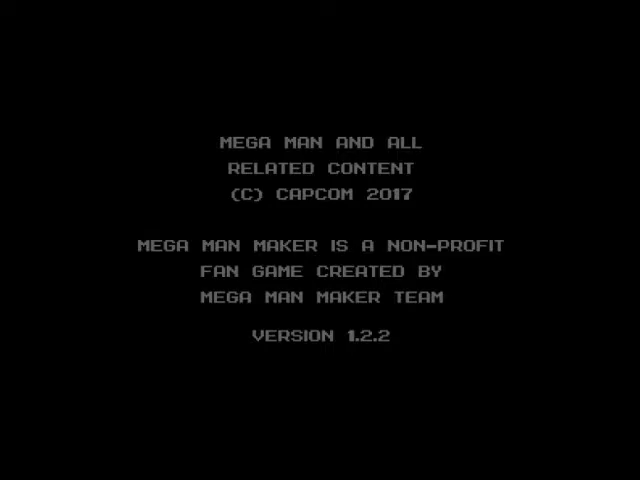 MEGA MAN AND ALL
RELATED CONTENT
(C) CAPCOM 2017
MEGA MAN MAKER IS A NON-PROFIT
FAN GAME CREATED BY
MEGA MAN MAKER TEAM
VERSION 1.2.2